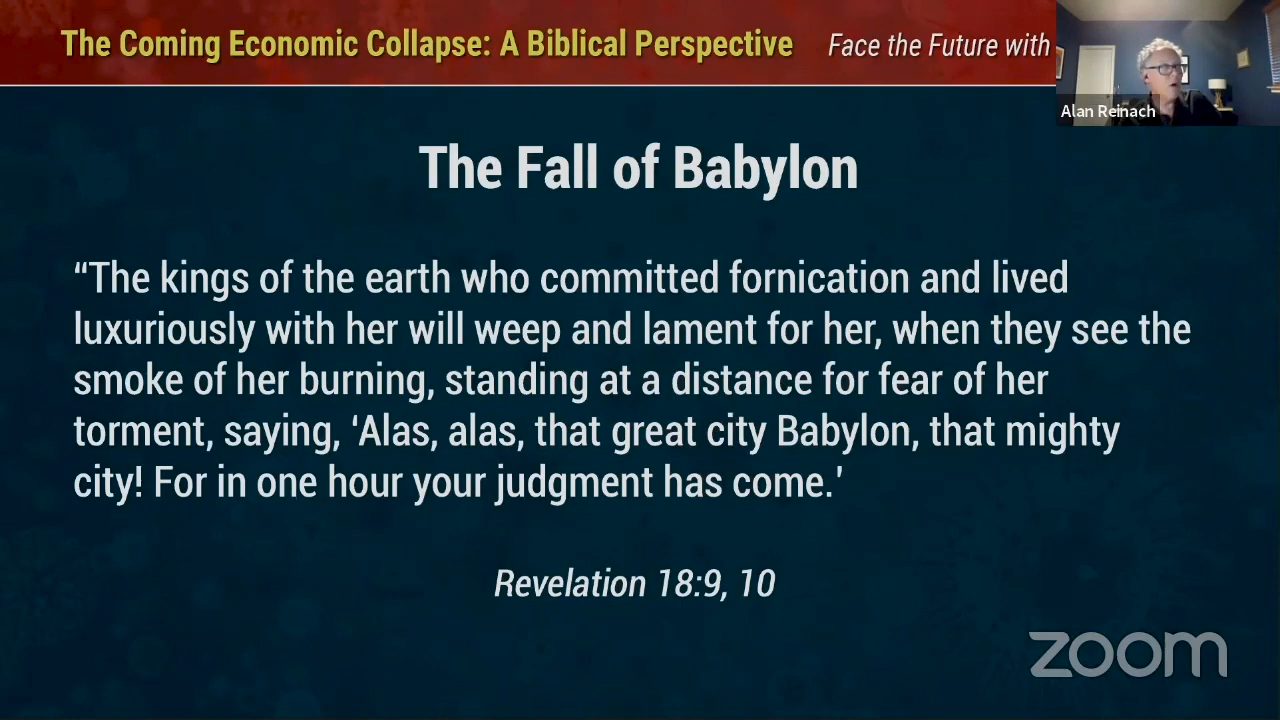 The Coming Economic Collapse: A Biblical Perspective Face the Future with
Alan Reinach
The Fall of Babylon
“The kings of the earth who committed fornication and lived
luxuriously with her will weep and lament for her, when they see the
smoke of her burning, standing at a distance for fear of her
torment, saying, ‘Alas, alas, that great city Babylon, that mighty
city! For in one hour your judgment has come.’
Revelation 18:9, 10
zoom